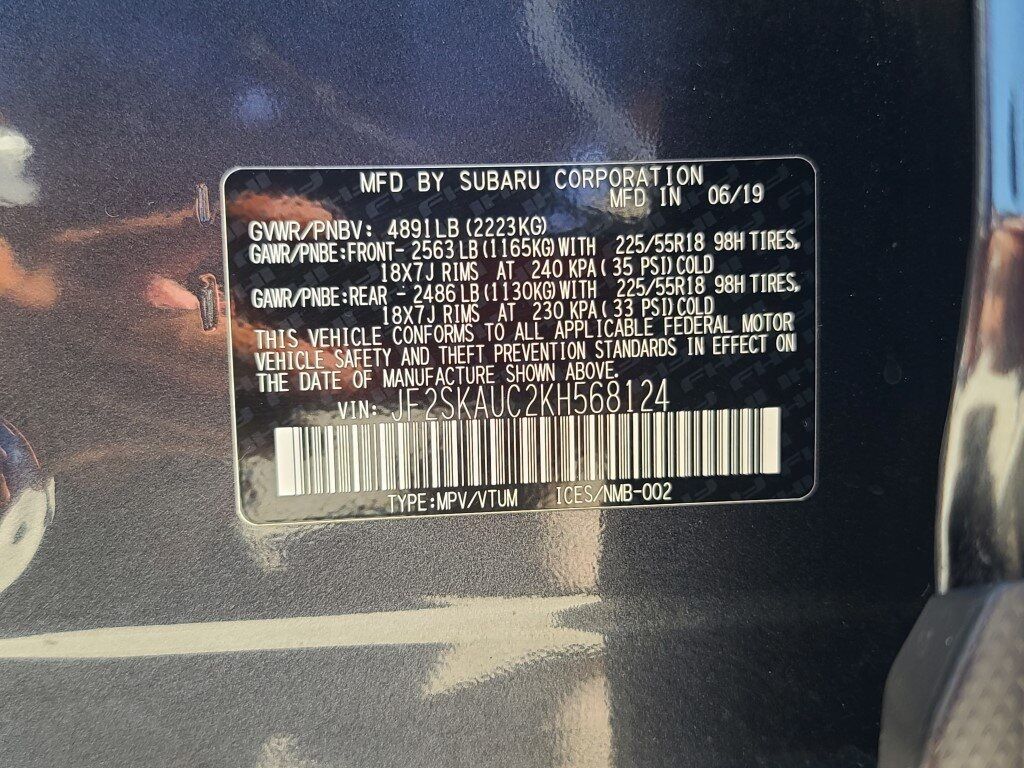 MFD BY SUBARU CORPORATION
MFD IN 06/19
GVWR/PNBV: 4891LB (2223KG)
GAWR/PNBE:FRONT- 2563 LB (1165KG) WITH 225/55R18 98H TIRES,
18X7J RIMS AT 240 KPA ( 35 PSI) COLD
GAWR/PNBE:REAR - 2486 LB (1130KG) WITH 225/55R18 98H TIRES,
18X7J RIMS AT 230 KPA ( 33 PSI) COLD
THIS VEHICLE CONFORMS TO ALL APPLICABLE FEDERAL MOTOR
VEHICLE SAFETY AND THEFT PREVENTION STANDARDS IN EFFECT ON
THE DATE OF MANUFACTURE SHOWN ABOVE.
VIN: JF2SKAUC2KH568124
TYPE:MPV/VTUM ICES/NMB-002